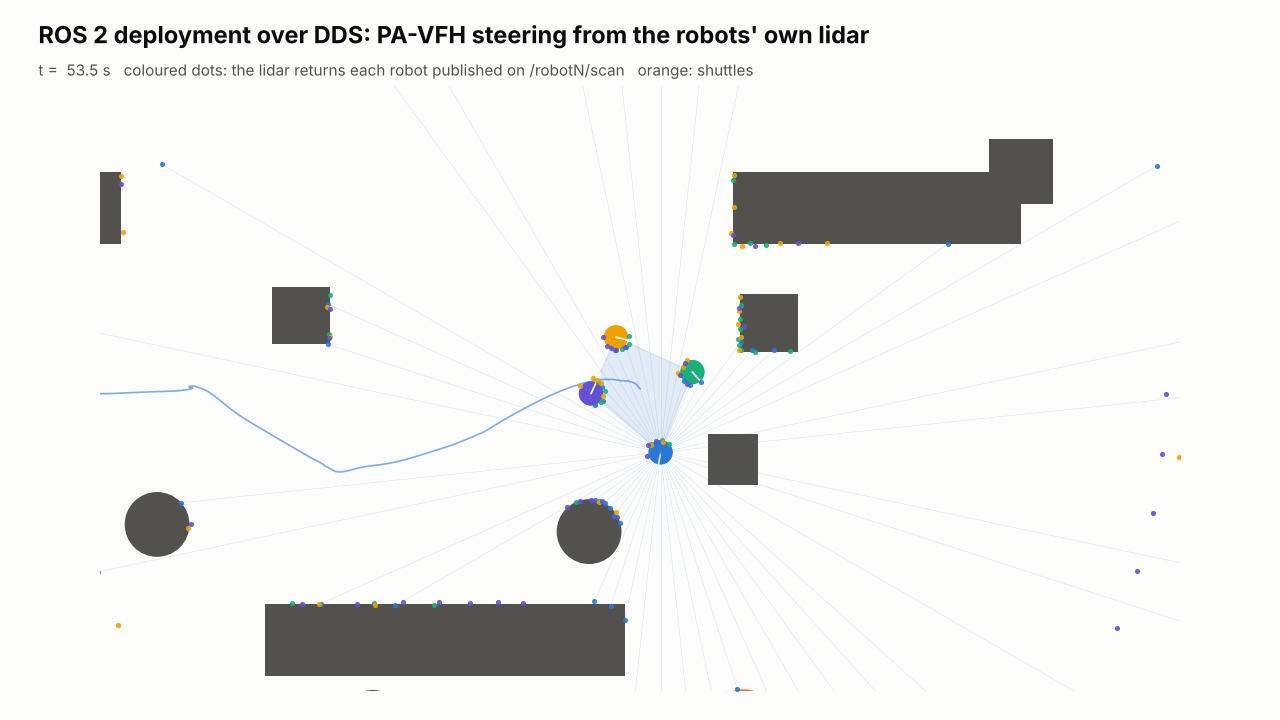 ROS 2 deployment over DDS: PA-VFH steering from the robots' own lidar
t =  53.5 s   coloured dots: the lidar returns each robot published on /robotN/scan   orange: shuttles